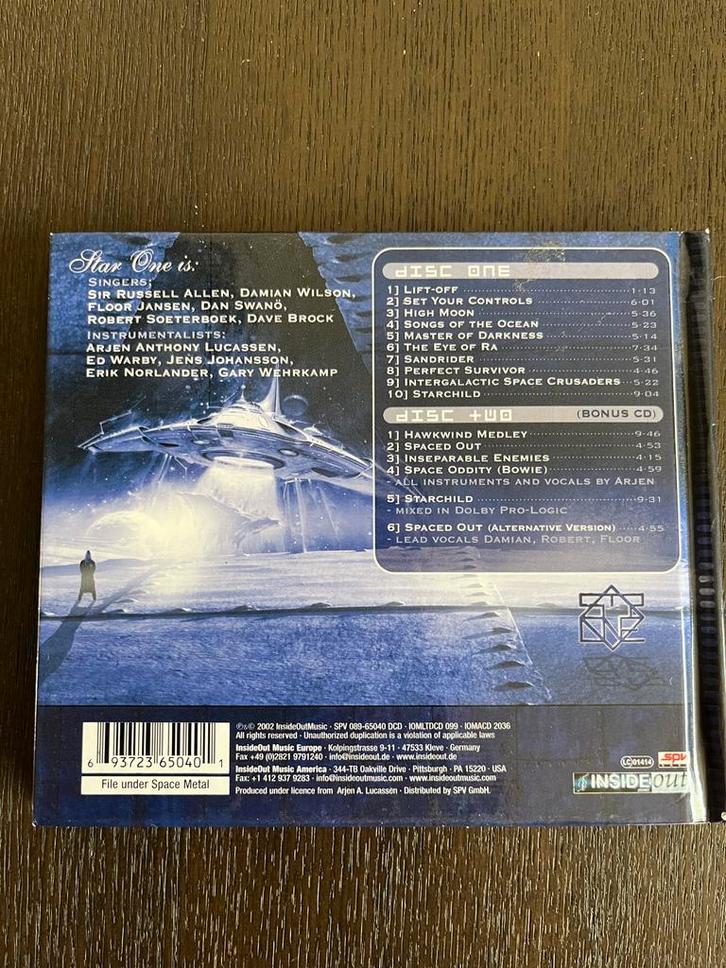 Star One is:
SINGERS:
SIR RUSSELL ALLEN, DAMIAN WILSON,
FLOOR JANSEN, DAN SWANÖ,
ROBERT SOETERBOEK, DAVE BROCK
INSTRUMENTALISTS:
ARJEN ANTHONY LUCASSEN,
ED WARBY, JENS JOHANSSON,
ERIK NORLANDER, GARY WEHRKAMP
DISC ONE
1] LIFT-OFF 1:13
2] SET YOUR CONTROLS 6:01
3] HIGH MOON 5:36
4] SONGS OF THE OCEAN 5:23
5] MASTER OF DARKNESS 5:14
6] THE EYE OF RA 7:34
7] SANDRIDER 5:31
8] PERFECT SURVIVOR 4:46
9] INTERGALACTIC SPACE CRUSADERS 5:22
10] STARCHILD 9:04
DISC TWO (BONUS CD)
1] HAWKWIND MEDLEY 9:46
2] SPACED OUT 4:53
3] INSEPARABLE ENEMIES 4:15
4] SPACE ODDITY (BOWIE) 4:59
- ALL INSTRUMENTS AND VOCALS BY ARJEN
5] STARCHILD 9:31
- MIXED IN DOLBY PRO-LOGIC
6] SPACED OUT (ALTERNATIVE VERSION) 4:55
- LEAD VOCALS DAMIAN, ROBERT, FLOOR
6 93723 65040 1
File under Space Metal
℗+© 2002 InsideOutMusic · SPV 089-65040 DCD · IOMLTDCD 099 · IOMACD 2036
All rights reserved · Unauthorized duplication is a violation of applicable laws
InsideOut Music Europe · Kolpingstrasse 9-11 · 47533 Kleve · Germany
Fax +49 (0)2821 9791240 · info@insideout.de · www.insideout.de
InsideOut Music America · 344-TB Oakville Drive · Pittsburgh · PA 15220 · USA
Fax: +1 412 937 9283 · info@insideoutmusic.com · www.insideoutmusic.com
Produced under licence from Arjen A. Lucassen · Distributed by SPV GmbH.
LC 01414
SPV
INSIDEout